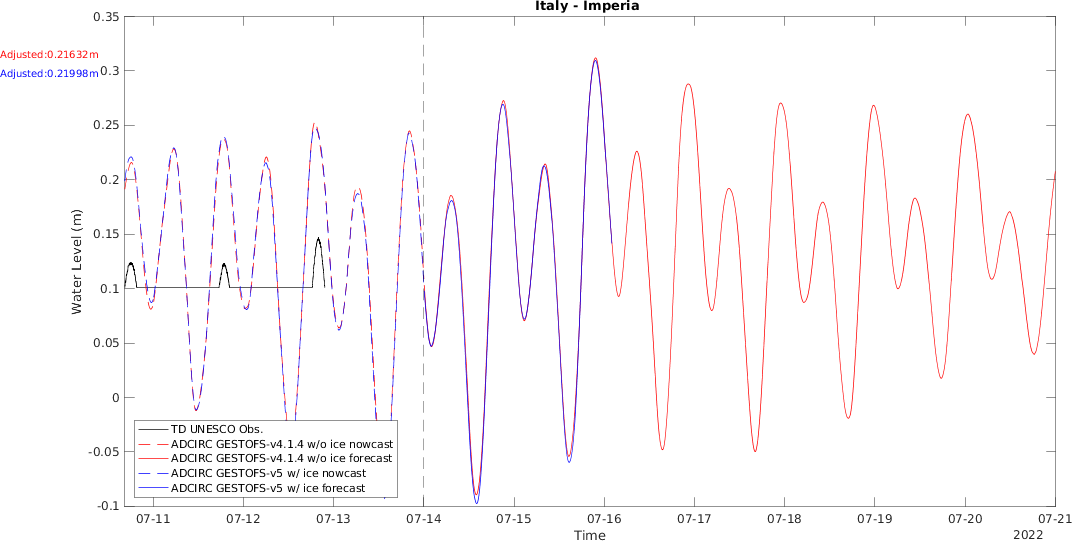 Italy - Imperia
Adjusted:0.21632m
Adjusted:0.21998m
Water Level (m)
0.35
0.3
0.25
0.2
0.15
0.1
0.05
0
-0.05
-0.1
TD UNESCO Obs.
ADCIRC GESTOFS-v4.1.4 w/o ice nowcast
ADCIRC GESTOFS-v4.1.4 w/o ice forecast
ADCIRC GESTOFS-v5 w/ ice nowcast
ADCIRC GESTOFS-v5 w/ ice forecast
07-11 07-12 07-13 07-14 07-15 07-16 07-17 07-18 07-19 07-20 07-21
Time
2022